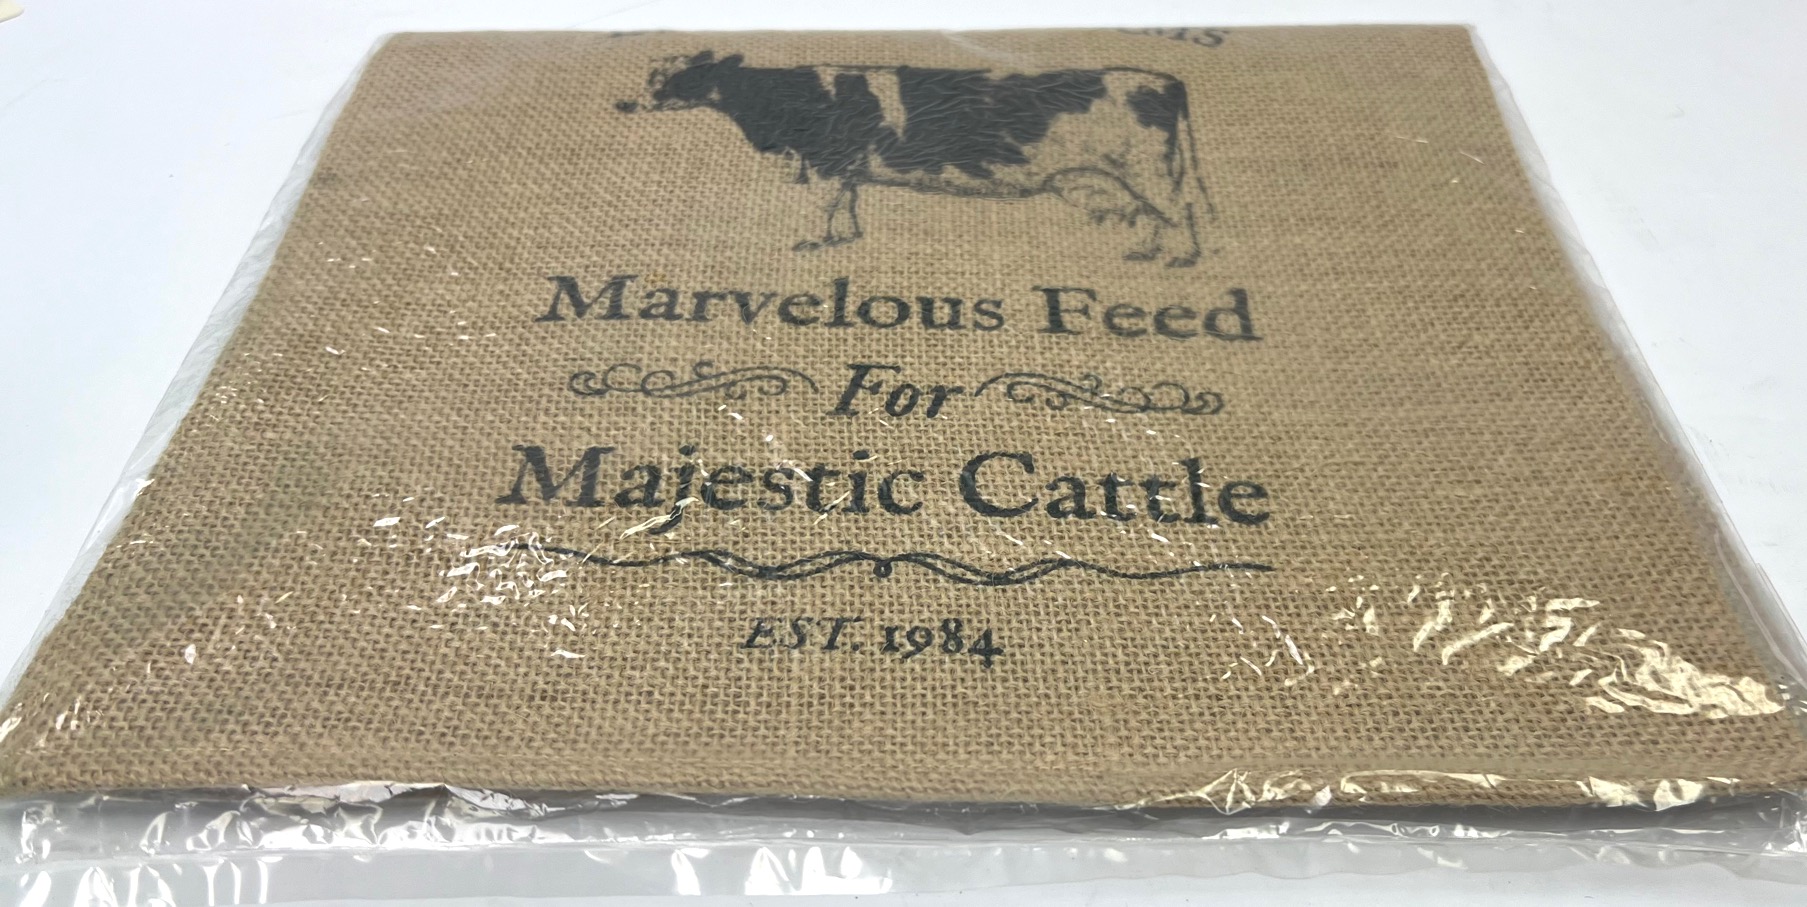 Marvelous Feed
For
Majestic Cattle
EST. 1984